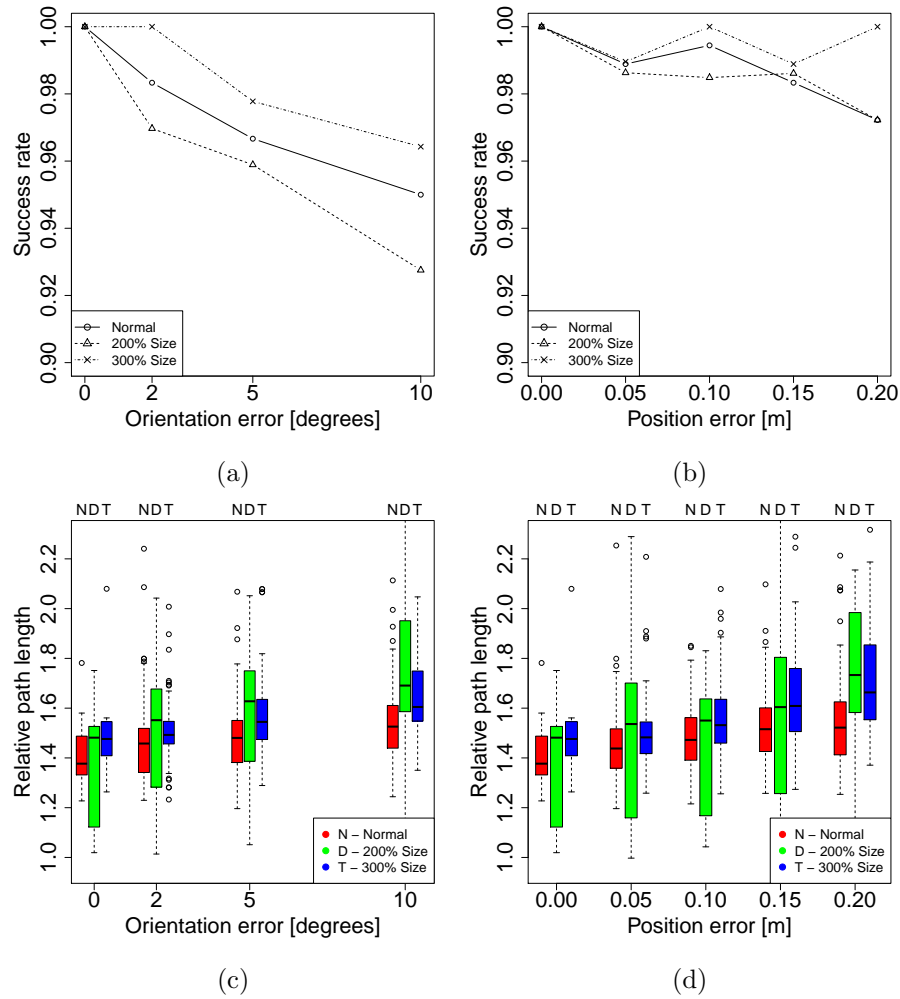 1.00
0.98
0.96
0.94
0.92
0.90
Success rate
Normal
200% Size
300% Size
0 2 5 10
Orientation error [degrees]
(a)
1.00
0.98
0.96
0.94
0.92
0.90
Success rate
Normal
200% Size
300% Size
0.00 0.05 0.10 0.15 0.20
Position error [m]
(b)
N D T N D T N D T N D T
2.2
2.0
1.8
1.6
1.4
1.2
1.0
Relative path length
N – Normal
D – 200% Size
T – 300% Size
0 2 5 10
Orientation error [degrees]
(c)
N D T N D T N D T N D T N D T
2.2
2.0
1.8
1.6
1.4
1.2
1.0
Relative path length
N – Normal
D – 200% Size
T – 300% Size
0.00 0.05 0.10 0.15 0.20
Position error [m]
(d)